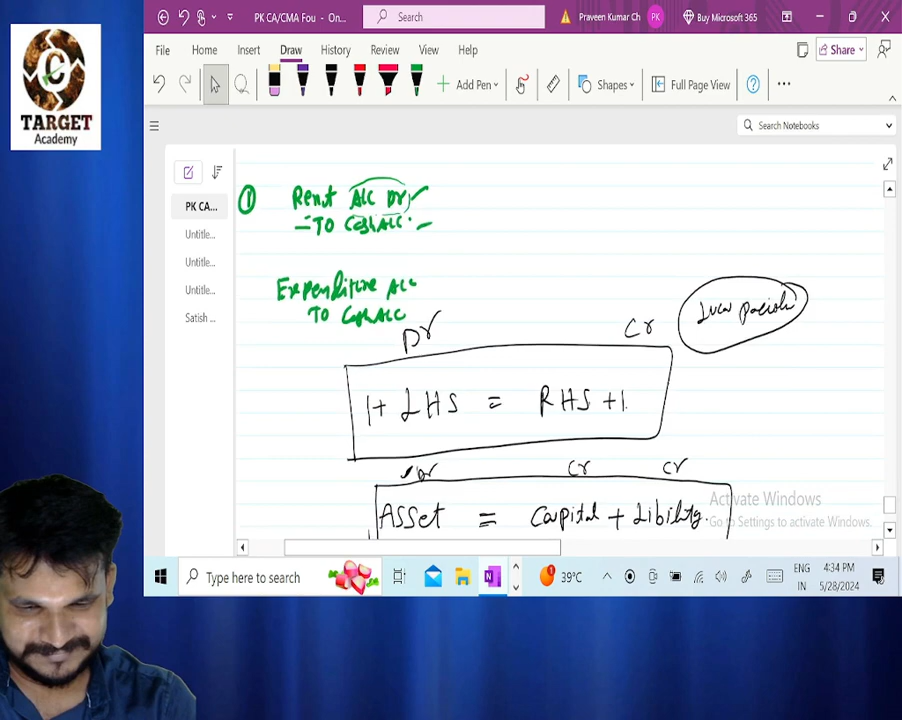 PK CA/CMA Fou - On...
Search
Praveen Kumar Ch
PK
Buy Microsoft 365
TARGET
Academy
File Home Insert Draw History Review View Help
Share
Add Pen
Shapes
Full Page View
Search Notebooks
PK CA...
Untitle...
Untitle...
Untitle...
Satish ...
① Rent A/C Dr
-TO Cash A/C. -
Expenditure A/C
TO Cash A/C
Dr Cr
Luca Pacioli
1+ LHS = RHS +1
Dr Cr Cr
Asset = Capital + Libility.
Activate Windows
Go to Settings to activate Windows.
Type here to search
39°C
ENG
IN
4:34 PM
5/28/2024